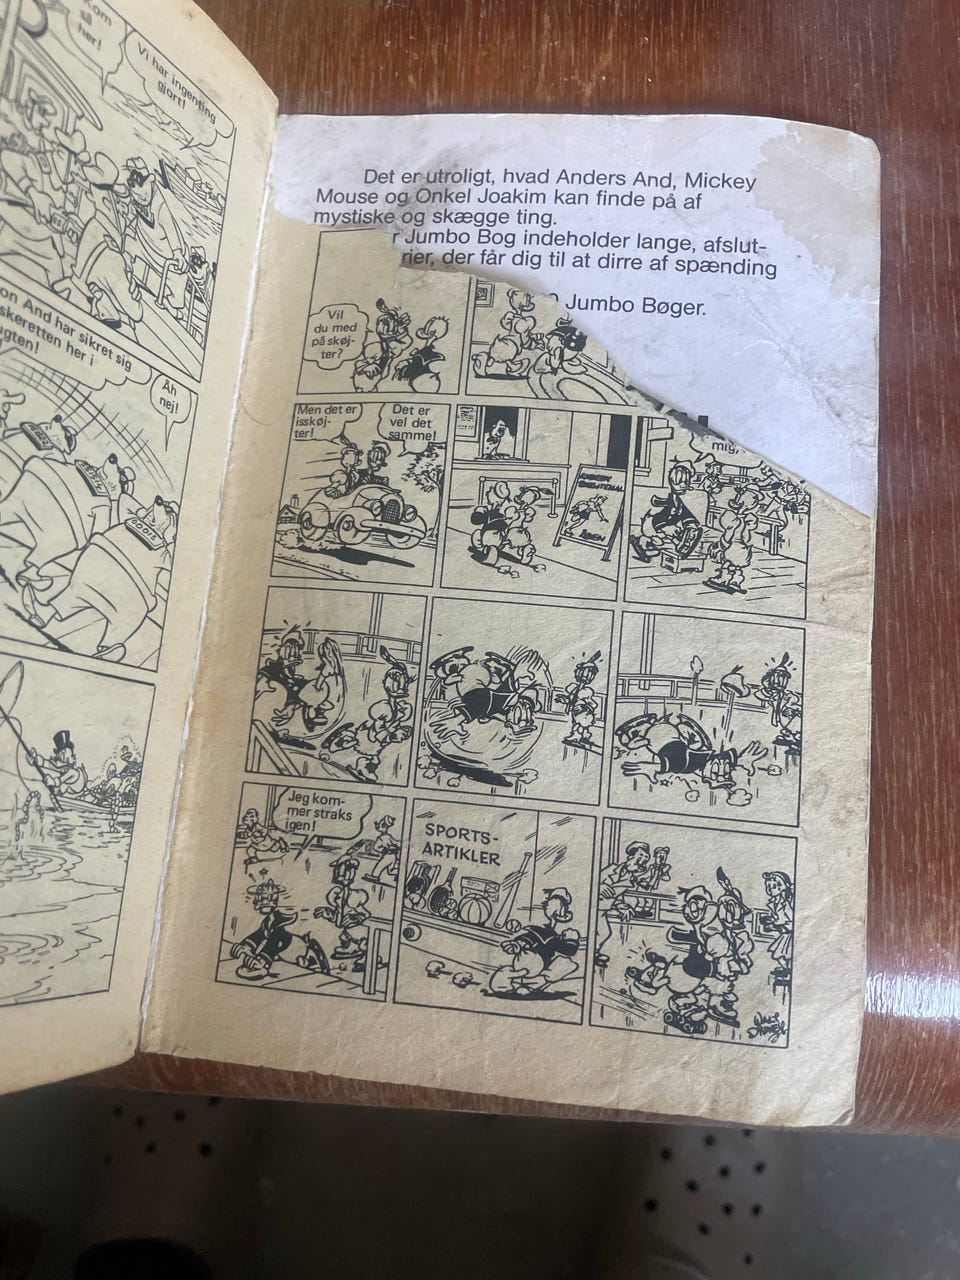 Kom
så
her!
Vi har ingenting
gjort!
on And har sikret sig
skeretten her i
gten!
Åh
nej!
Det er utroligt, hvad Anders And, Mickey
Mouse og Onkel Joakim kan finde på af
mystiske og skægge ting.
r Jumbo Bog indeholder lange, afslut-
rier, der får dig til at dirre af spænding
Jumbo Bøger.
Vil
du med
på skøj-
ter?
Men det er
isskøj-
ter!
Det er
vel det
samme!
ÅBEN
mig,
Jeg kom-
mer straks
igen!
SPORTS-
ARTIKLER